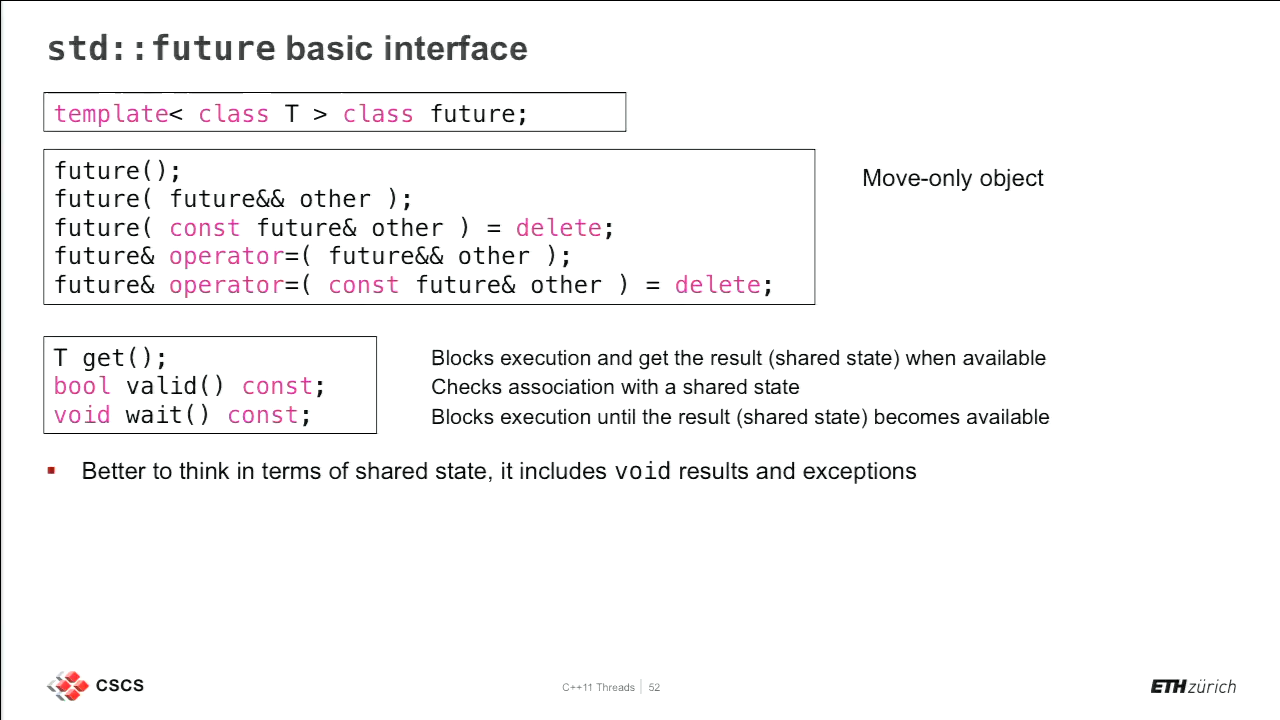 std::future basic interface
template< class T > class future;
future();
future( future&& other );
future( const future& other ) = delete;
future& operator=( future&& other );
future& operator=( const future& other ) = delete;
Move-only object
T get();
bool valid() const;
void wait() const;
Blocks execution and get the result (shared state) when available
Checks association with a shared state
Blocks execution until the result (shared state) becomes available
▪ Better to think in terms of shared state, it includes void results and exceptions
CSCS
C++11 Threads | 52
ETHzürich